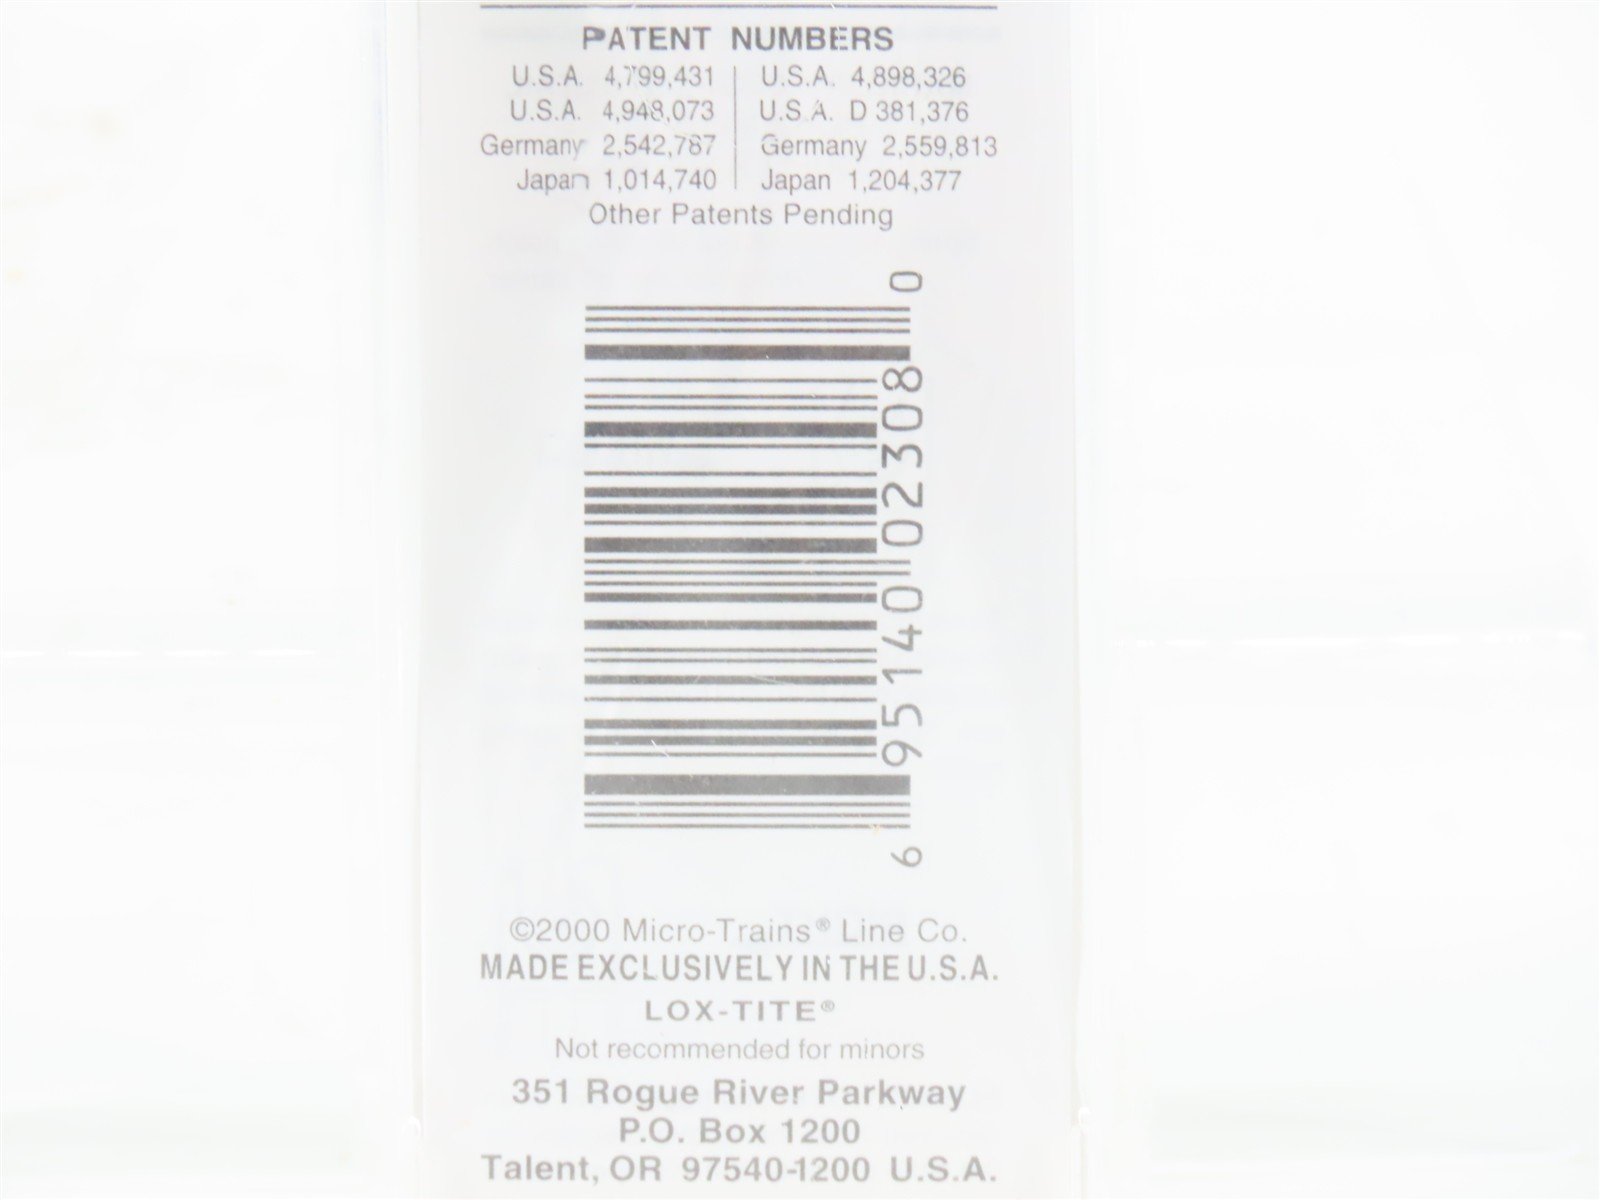 PATENT NUMBERS
U.S.A. 4,799,431 | U.S.A. 4,898,326
U.S.A. 4,948,073 | U.S.A. D 381,376
Germany 2,542,787 | Germany 2,559,813
Japan 1,014,740 | Japan 1,204,377
Other Patents Pending
6 95140 02308 0
©2000 Micro-Trains® Line Co.
MADE EXCLUSIVELY IN THE U.S.A.
LOX-TITE®
Not recommended for minors
351 Rogue River Parkway
P.O. Box 1200
Talent, OR 97540-1200 U.S.A.